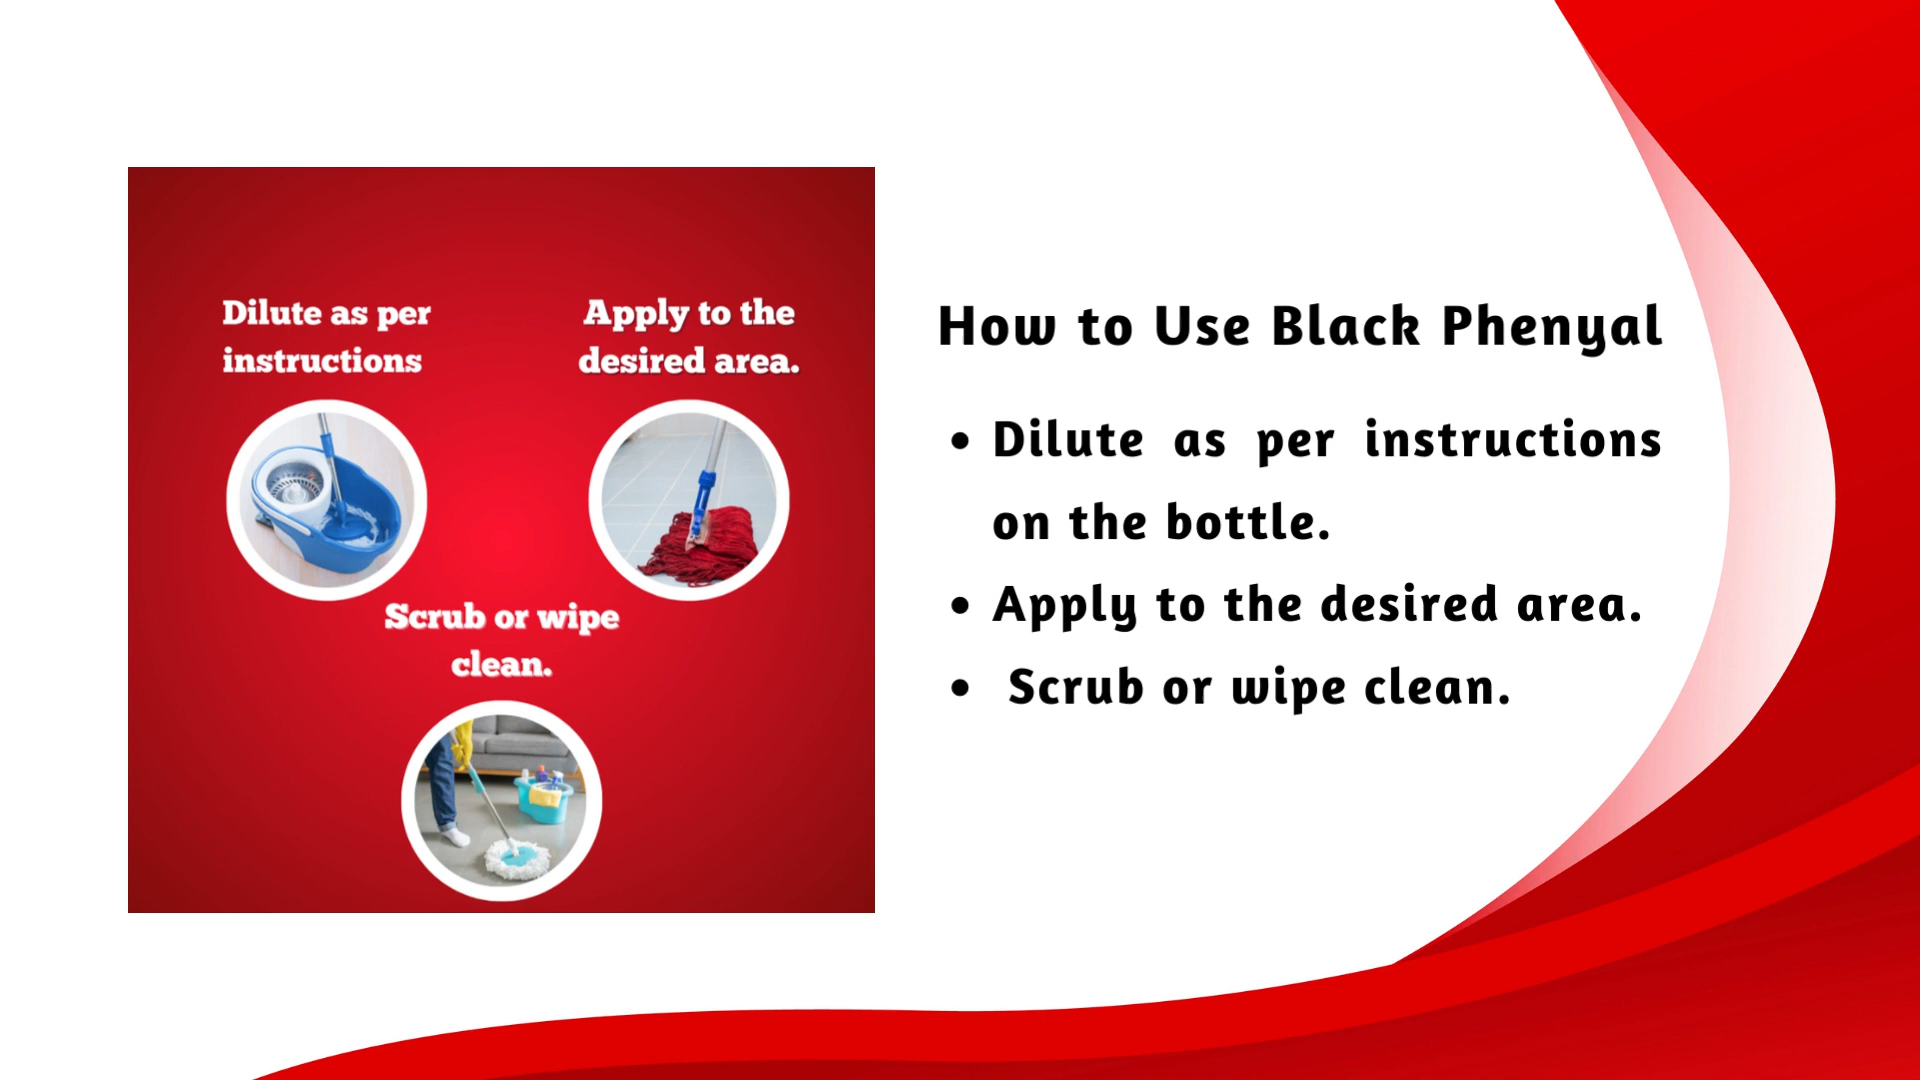 Dilute as per
instructions
Apply to the
desired area.
Scrub or wipe
clean.
How to Use Black Phenyal
• Dilute as per instructions
on the bottle.
• Apply to the desired area.
• Scrub or wipe clean.